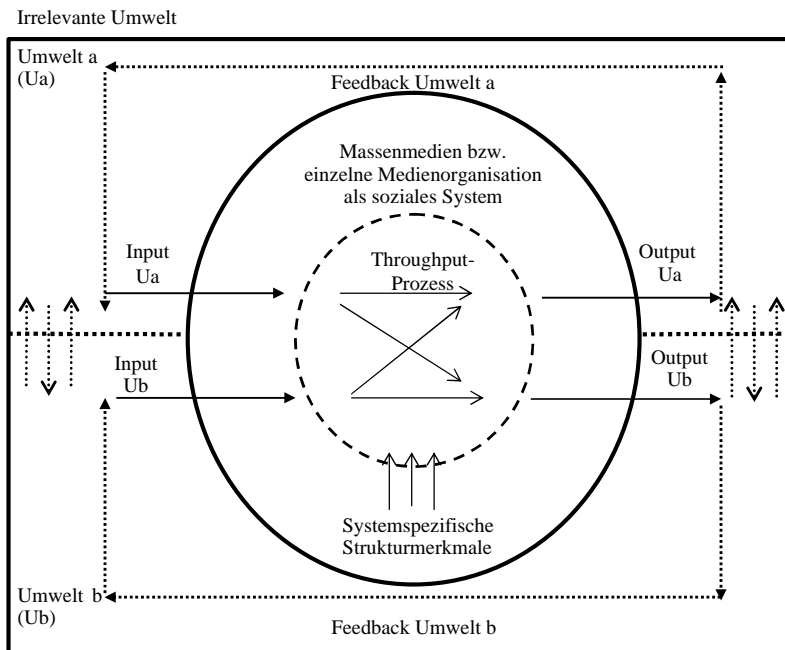 Irrelevante Umwelt
Umwelt a
(Ua)
Feedback Umwelt a
Massenmedien bzw.
einzelne Medienorganisation
als soziales System
Input
Ua
Throughput-
Prozess
Output
Ua
Input
Ub
Output
Ub
Systemspezifische
Strukturmerkmale
Umwelt b
(Ub)
Feedback Umwelt b